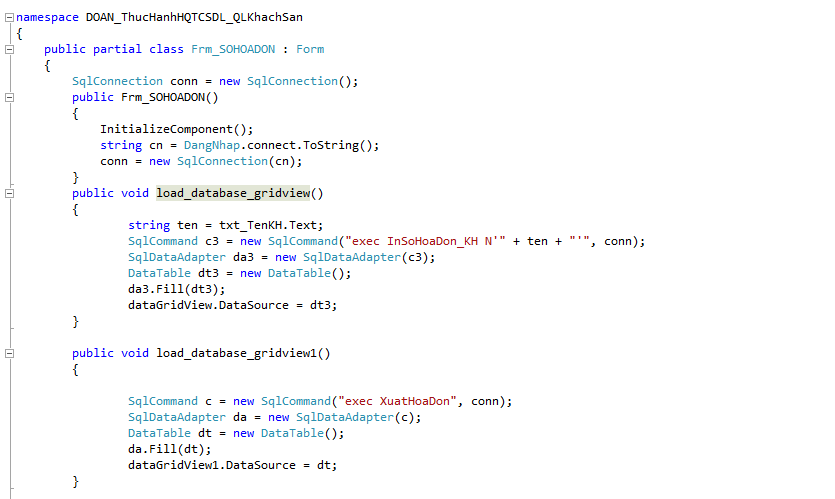 namespace DOAN_ThucHanhHQTCSDL_QLKhachSan
{
public partial class Frm_SOHOADON : Form
{
SqlConnection conn = new SqlConnection();
public Frm_SOHOADON()
{
InitializeComponent();
string cn = DangNhap.connect.ToString();
conn = new SqlConnection(cn);
}
public void load_database_gridview()
{
string ten = txt_TenKH.Text;
SqlCommand c3 = new SqlCommand("exec InSoHoaDon_KH N'" + ten + "'", conn);
SqlDataAdapter da3 = new SqlDataAdapter(c3);
DataTable dt3 = new DataTable();
da3.Fill(dt3);
dataGridView.DataSource = dt3;
}
public void load_database_gridview1()
{
SqlCommand c = new SqlCommand("exec XuatHoaDon", conn);
SqlDataAdapter da = new SqlDataAdapter(c);
DataTable dt = new DataTable();
da.Fill(dt);
dataGridView1.DataSource = dt;
}